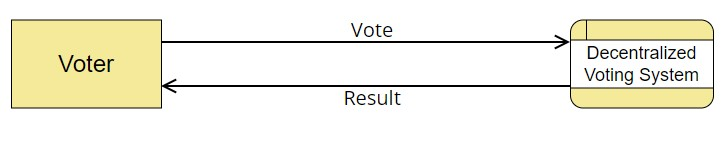 Vote
Voter
Decentralized
Voting System
Result